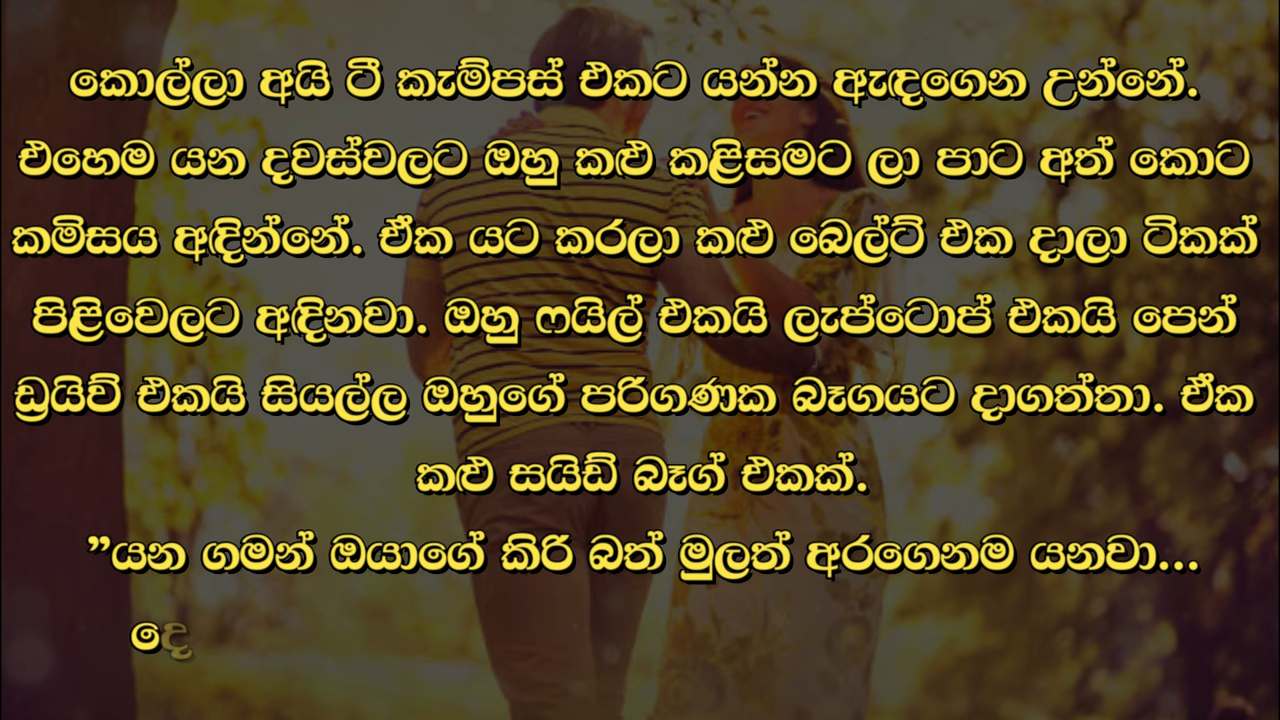 කොල්ලා අයි ටී කැම්පස් එකට යන්න ඇඳගෙන උන්නේ.
එහෙම යන දවස්වලට ඔහු කළු කළිසමට ලා පාට අත් කොට
කමිසය අඳින්නේ. ඒක යට කරලා කළු බෙල්ට් එක දාලා ටිකක්
පිළිවෙලට අඳිනවා. ඔහු ෆයිල් එකයි ලැප්ටොප් එකයි පෙන්
ඩ්‍රයිව් එකයි සියල්ල ඔහුගේ පරිගණක බෑගයට දාගත්තා. ඒක
කළු සයිඩ් බෑග් එකක්.
”යන ගමන් ඔයාගේ කිරි බත් මුලත් අරගෙනම යනවා...